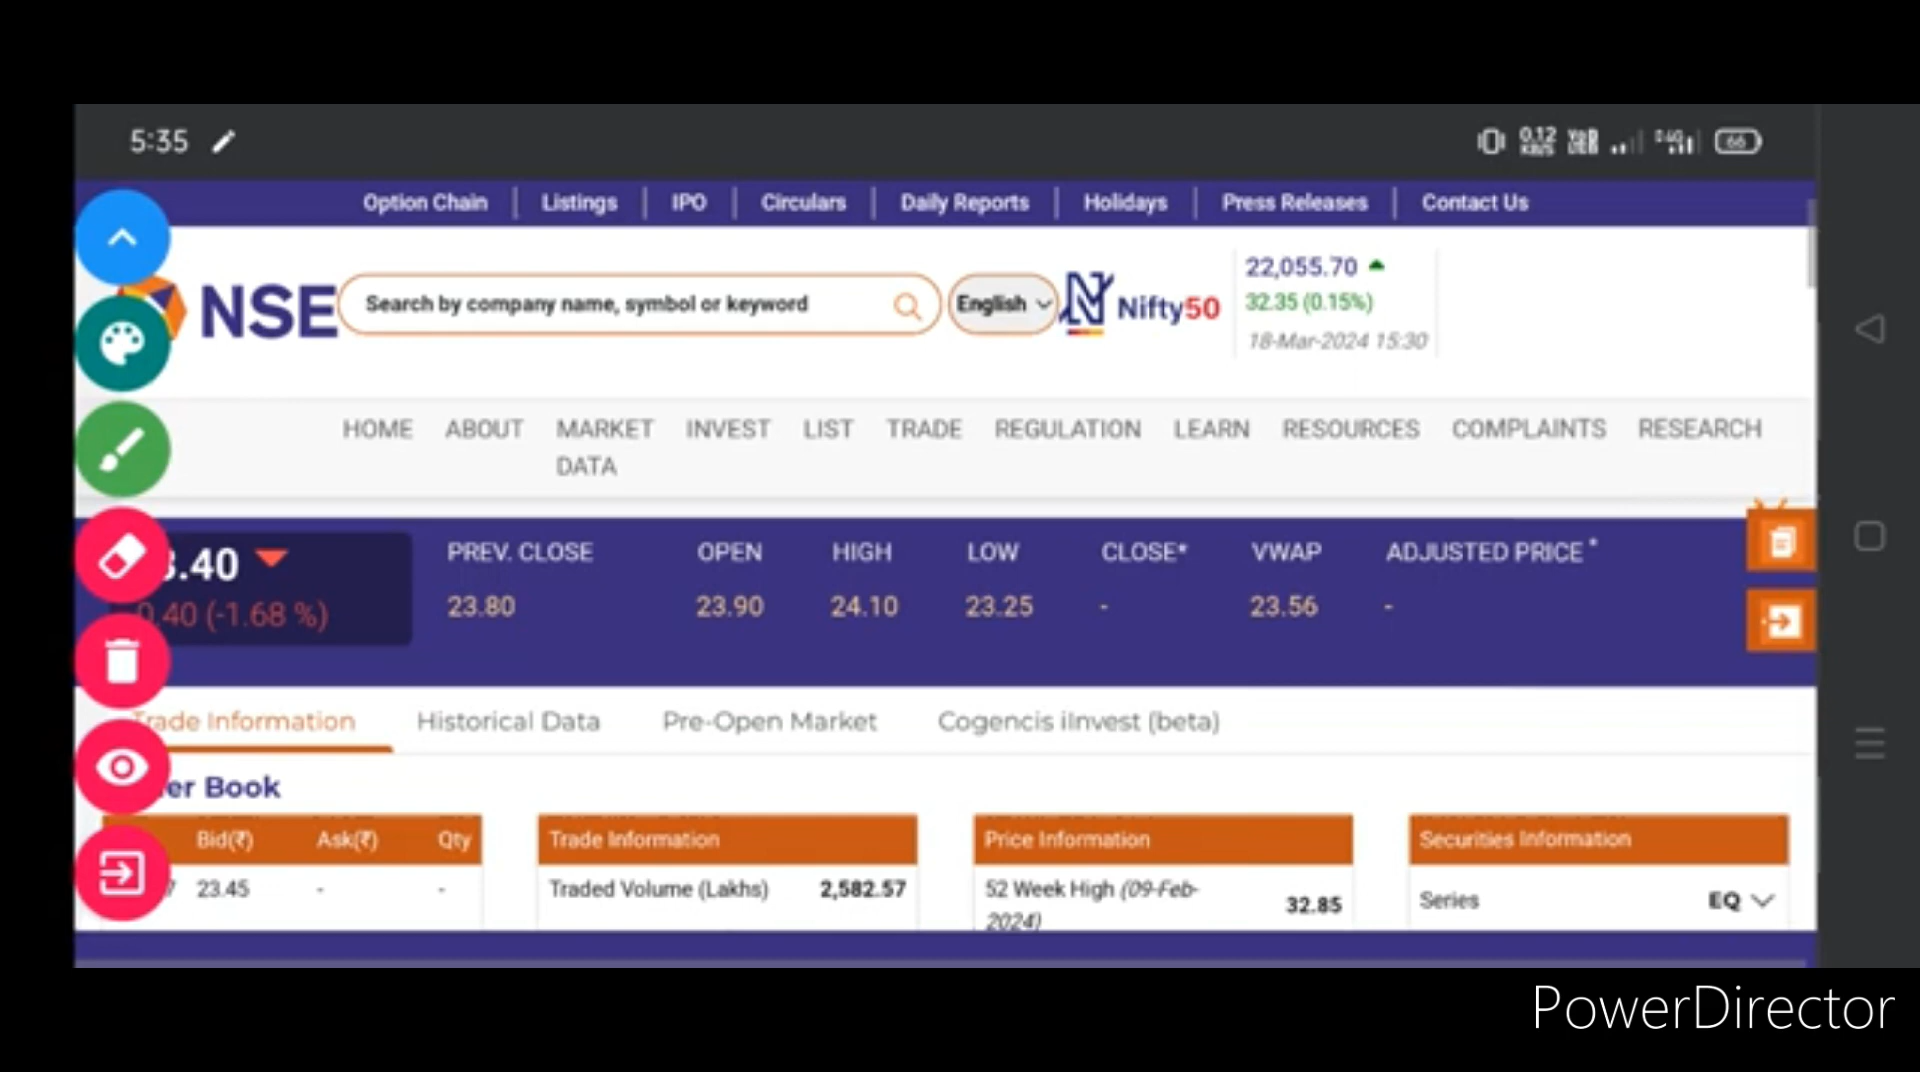 5:35
0.12 KB/S
66
Option Chain Listings IPO Circulars Daily Reports Holidays Press Releases Contact Us
NSE
Search by company name, symbol or keyword
English
Nifty50
22,055.70
32.35 (0.15%)
18-Mar-2024 15:30
HOME ABOUT MARKET DATA INVEST LIST TRADE REGULATION LEARN RESOURCES COMPLAINTS RESEARCH
.40
PREV. CLOSE OPEN HIGH LOW CLOSE* VWAP ADJUSTED PRICE *
.40 (-1.68 %)
23.80 23.90 24.10 23.25 - 23.56 -
Trade Information Historical Data Pre-Open Market Cogencis iInvest (beta)
er Book
Bid(₹) Ask(₹) Qty
23.45 - -
Trade Information
Traded Volume (Lakhs) 2,582.57
Price Information
52 Week High (09-Feb-2024) 32.85
Securities Information
Series EQ
PowerDirector